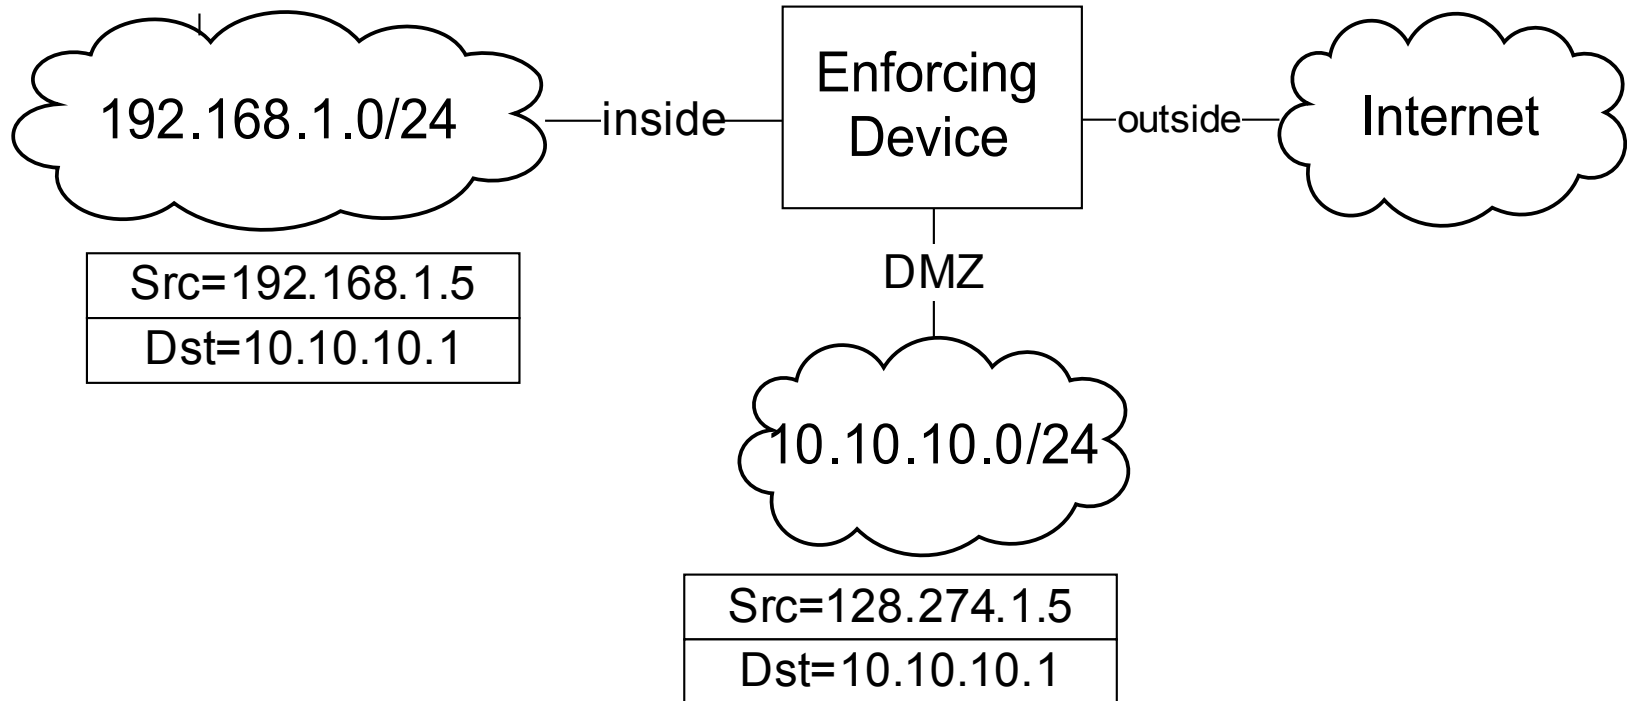 192.168.1.0/24
inside
Enforcing
Device
outside
Internet
Src=192.168.1.5
Dst=10.10.10.1
DMZ
10.10.10.0/24
Src=128.274.1.5
Dst=10.10.10.1